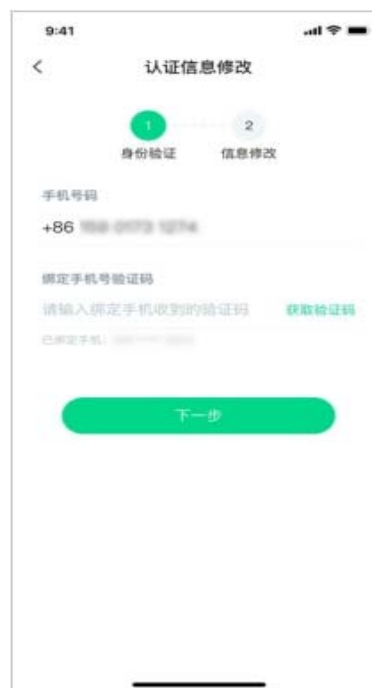 9:41
认证信息修改
1
2
身份验证
信息修改
手机号码
+86
绑定手机号验证码
请输入绑定手机收到的验证码
获取验证码
已绑定手机:
下一步